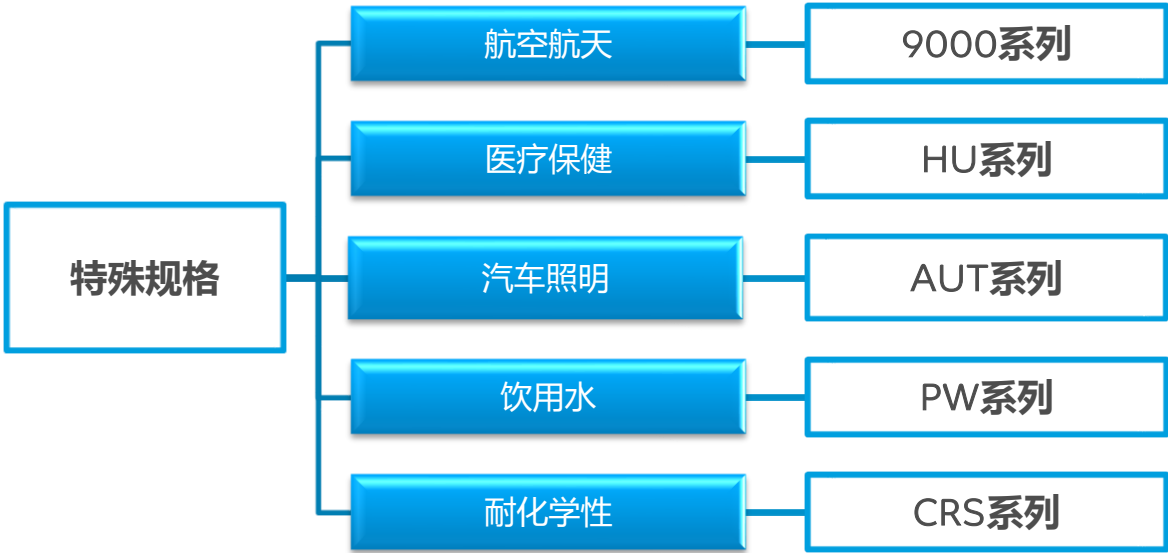 特殊规格
航空航天
9000系列
医疗保健
HU系列
汽车照明
AUT系列
饮用水
PW系列
耐化学性
CRS系列